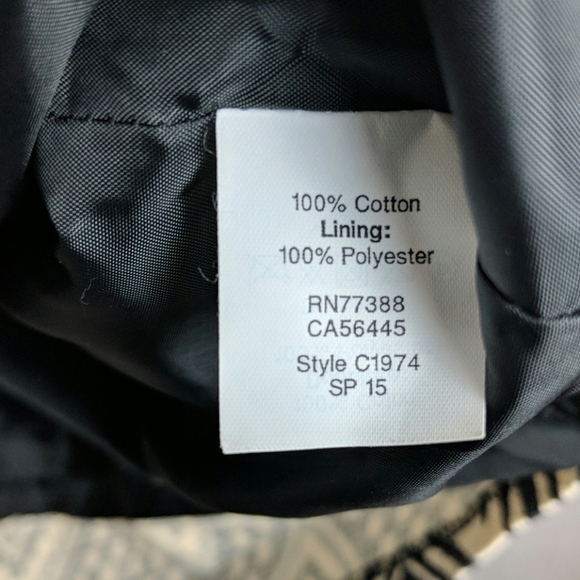 100% Cotton
Lining:
100% Polyester
RN77388
CA56445
Style C1974
SP 15